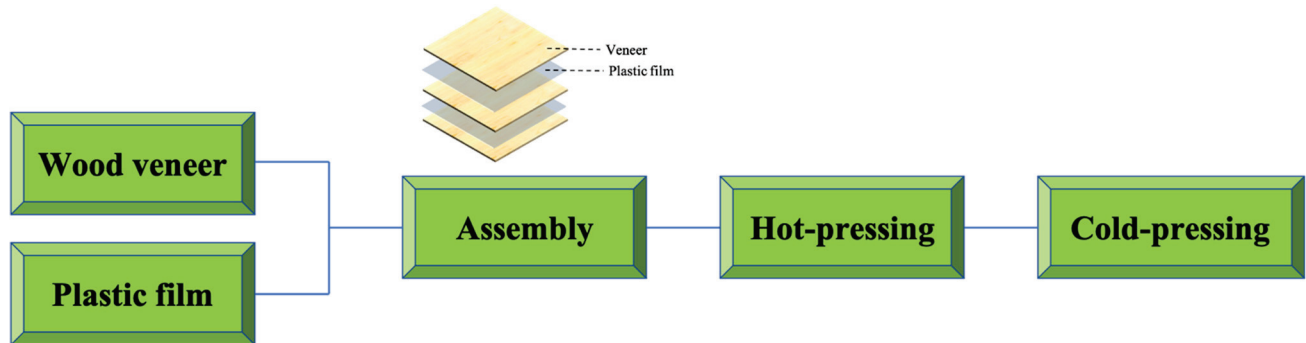 Veneer
Plastic film
Wood veneer
Assembly
Hot-pressing
Cold-pressing
Plastic film